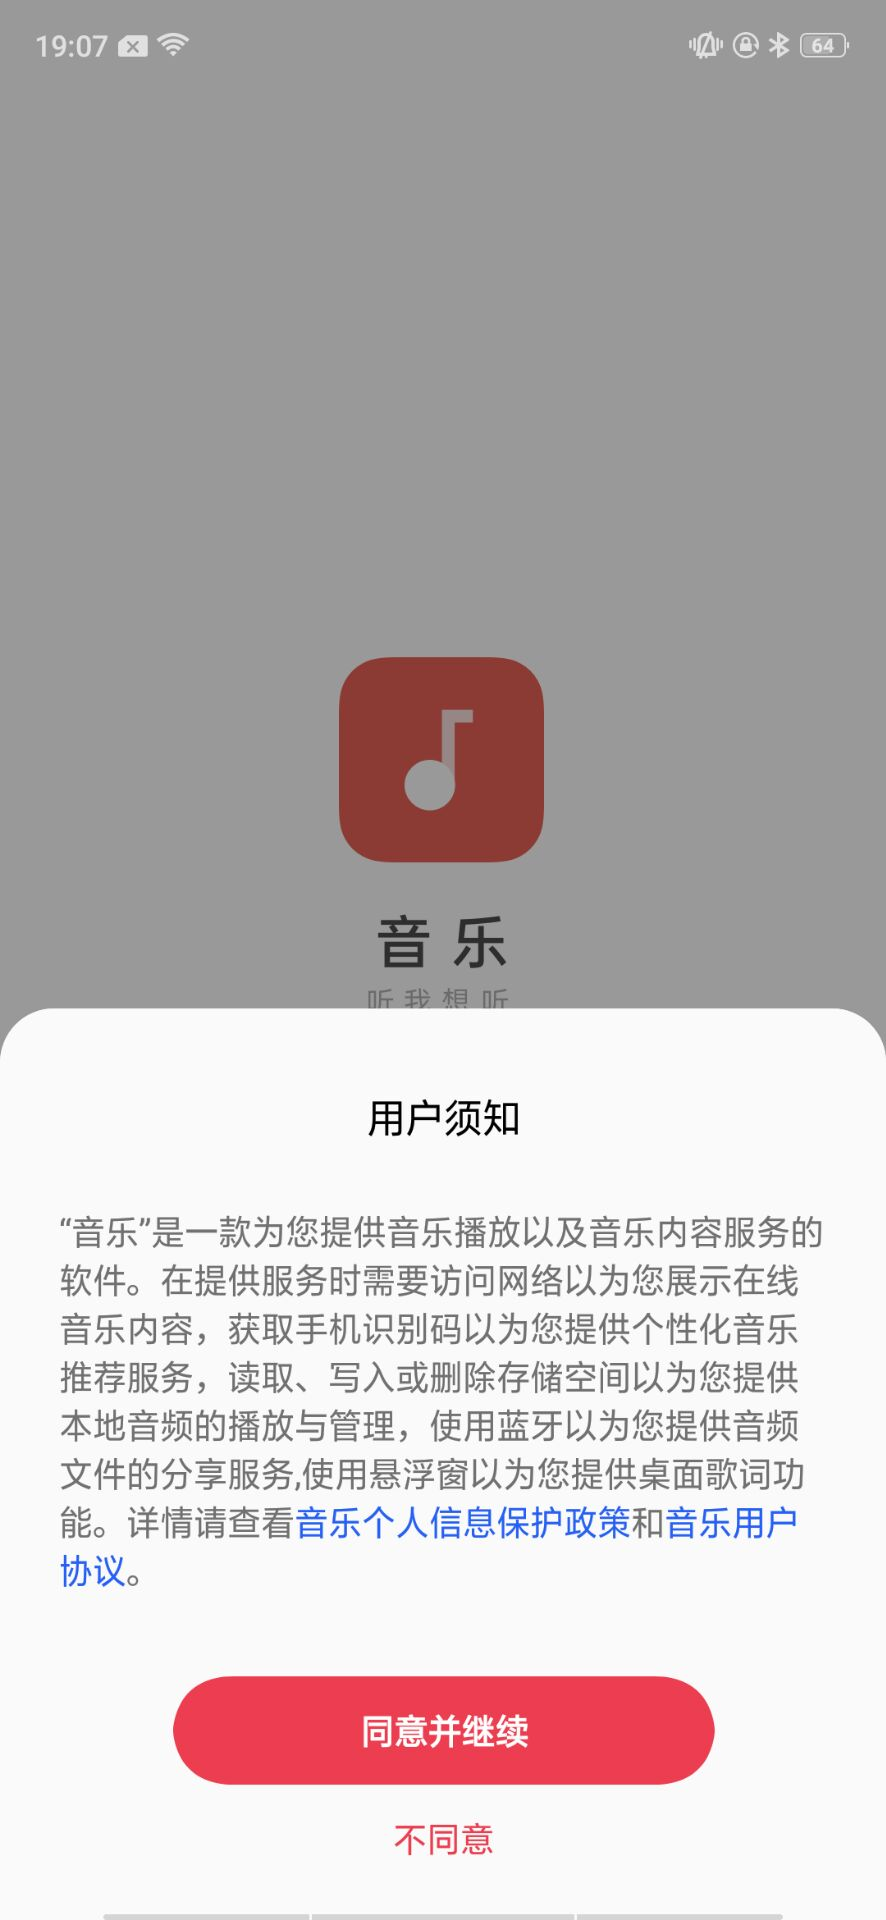 19:07
64
音乐
听我想听
用户须知
“音乐”是一款为您提供音乐播放以及音乐内容服务的
软件。在提供服务时需要访问网络以为您展示在线
音乐内容，获取手机识别码以为您提供个性化音乐
推荐服务，读取、写入或删除存储空间以为您提供
本地音频的播放与管理，使用蓝牙以为您提供音频
文件的分享服务,使用悬浮窗以为您提供桌面歌词功
能。详情请查看音乐个人信息保护政策和音乐用户
协议。
同意并继续
不同意